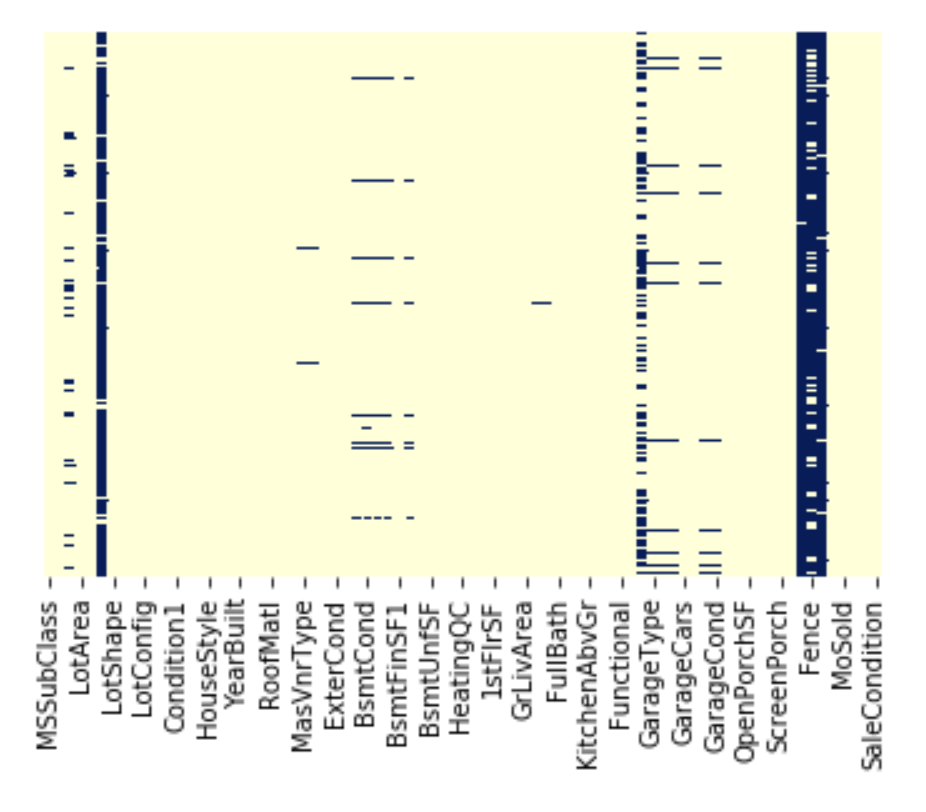 MSSubClass
LotArea
LotShape
LotConfig
Condition1
HouseStyle
YearBuilt
RoofMatl
MasVnrType
ExterCond
BsmtCond
BsmtFinSF1
BsmtUnfSF
HeatingQC
1stFlrSF
GrLivArea
FullBath
KitchenAbvGr
Functional
GarageType
GarageCars
GarageCond
OpenPorchSF
ScreenPorch
Fence
MoSold
SaleCondition